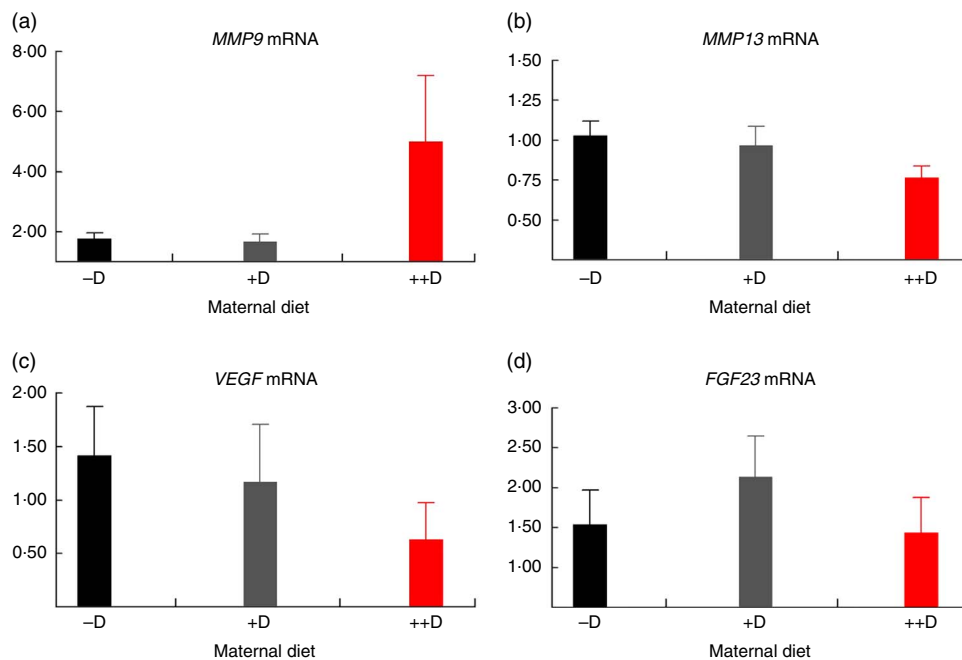 (a)
MMP9 mRNA
8·00
6·00
4·00
2·00
–D +D ++D
Maternal diet
(b)
MMP13 mRNA
1·50
1·25
1·00
0·75
0·50
–D +D ++D
Maternal diet
(c)
VEGF mRNA
2·00
1·50
1·00
0·50
–D +D ++D
Maternal diet
(d)
FGF23 mRNA
3·00
2·50
2·00
1·50
1·00
–D +D ++D
Maternal diet